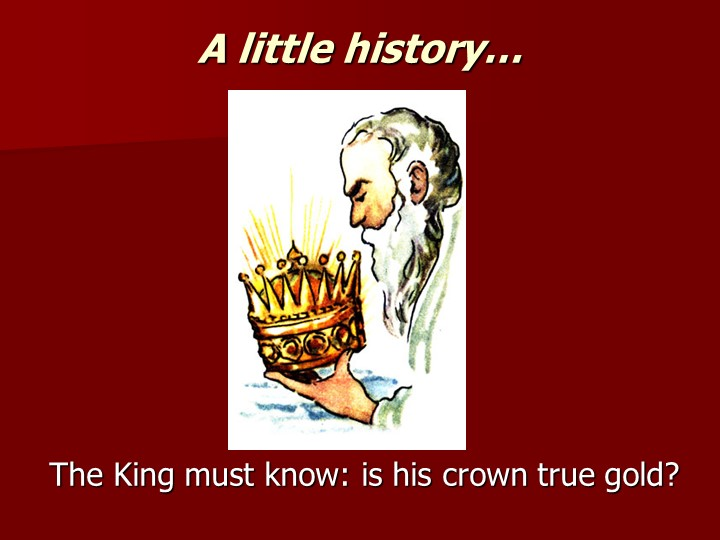 A little history…
The King must know: is his crown true gold?